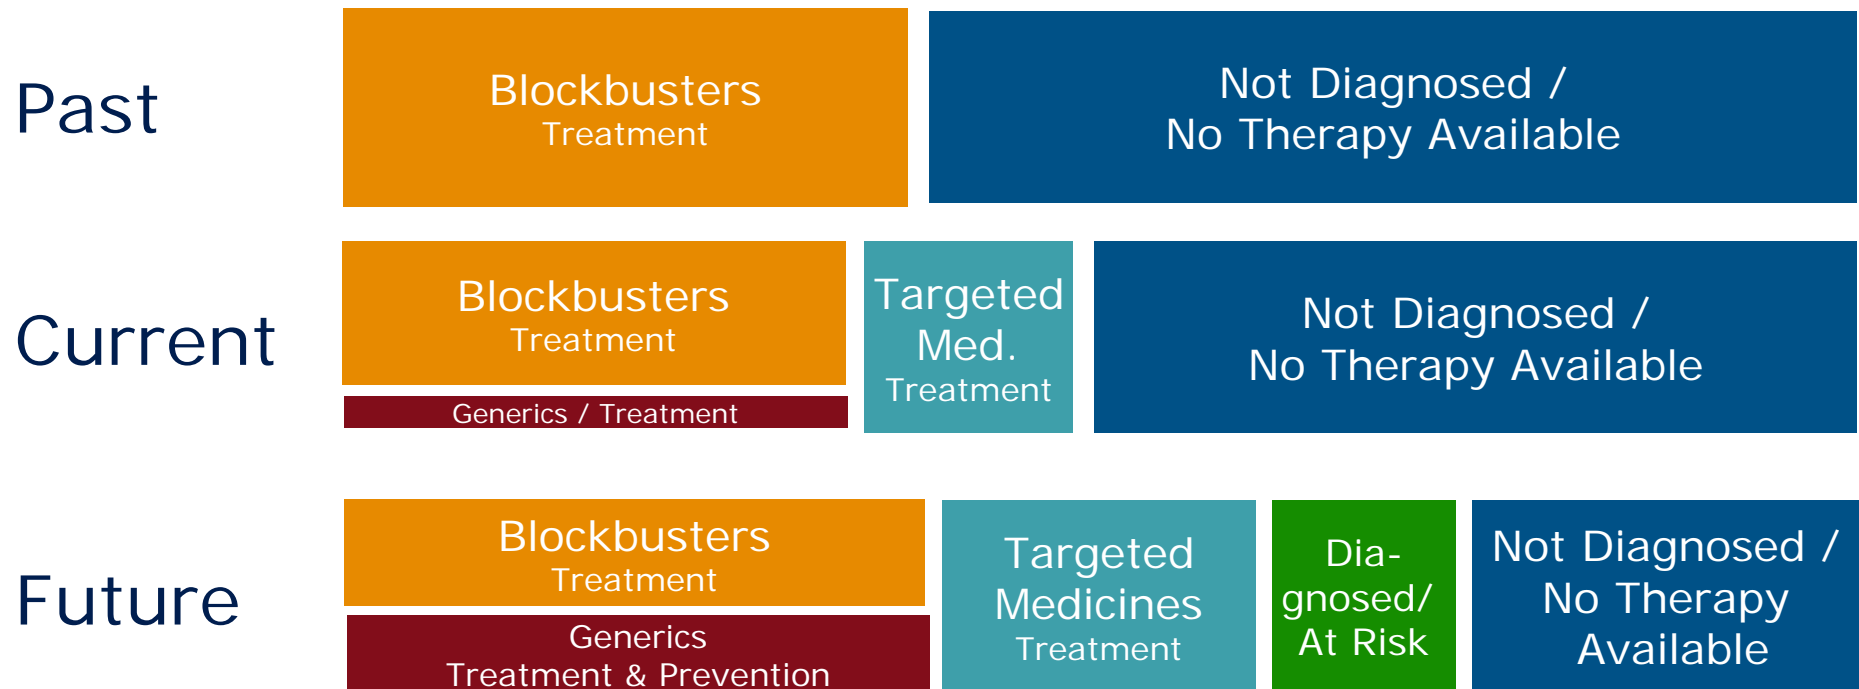 Past
Blockbusters
Treatment
Not Diagnosed /
No Therapy Available
Current
Blockbusters
Treatment
Generics / Treatment
Targeted
Med.
Treatment
Not Diagnosed /
No Therapy Available
Future
Blockbusters
Treatment
Generics
Treatment & Prevention
Targeted
Medicines
Treatment
Dia-
gnosed/
At Risk
Not Diagnosed /
No Therapy
Available